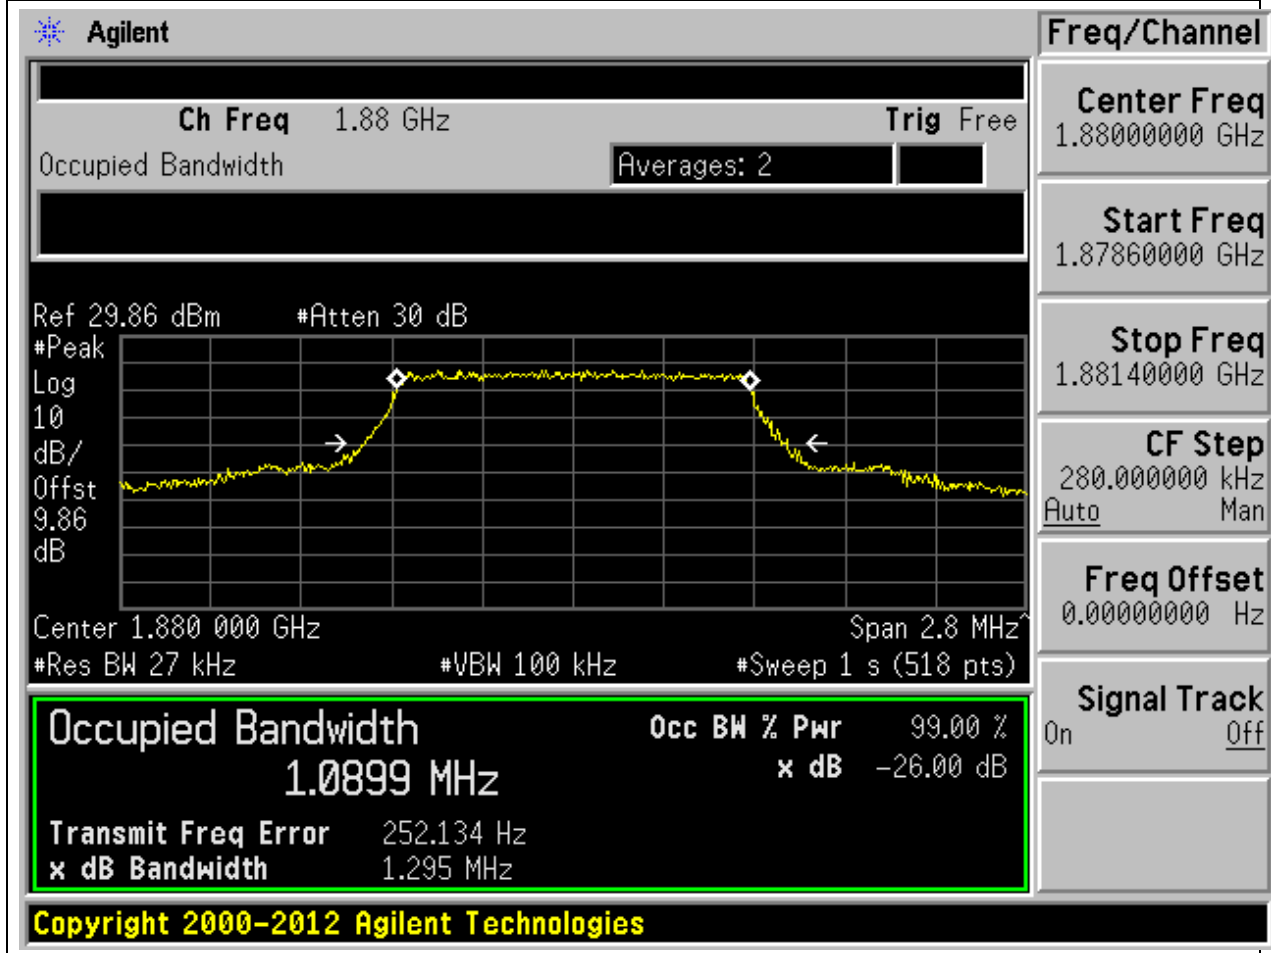 Agilent
Freq/Channel
Ch Freq 1.88 GHz Trig Free
Occupied Bandwidth Averages: 2
Center Freq
1.88000000 GHz
Start Freq
1.87860000 GHz
Stop Freq
1.88140000 GHz
CF Step
280.000000 kHz
Auto Man
Freq Offset
0.00000000 Hz
Signal Track
On Off
Ref 29.86 dBm #Atten 30 dB
#Peak
Log
10
dB/
Offst
9.86
dB
Center 1.880 000 GHz Span 2.8 MHz^
#Res BW 27 kHz #VBW 100 kHz #Sweep 1 s (518 pts)
Occupied Bandwidth Occ BW % Pwr 99.00 %
1.0899 MHz x dB -26.00 dB
Transmit Freq Error 252.134 Hz
x dB Bandwidth 1.295 MHz
Copyright 2000-2012 Agilent Technologies